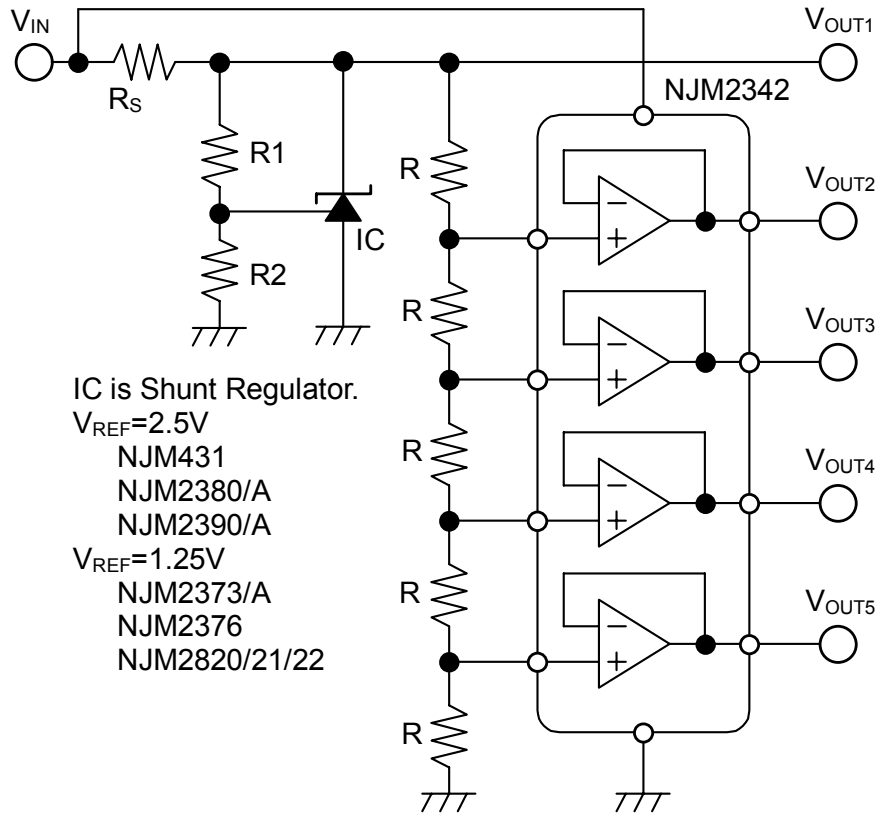 VIN
VOUT1
RS
NJM2342
R1
R
VOUT2
IC
R2
R
VOUT3
IC is Shunt Regulator.
VREF=2.5V
NJM431
NJM2380/A
NJM2390/A
VREF=1.25V
NJM2373/A
NJM2376
NJM2820/21/22
R
VOUT4
R
VOUT5
R